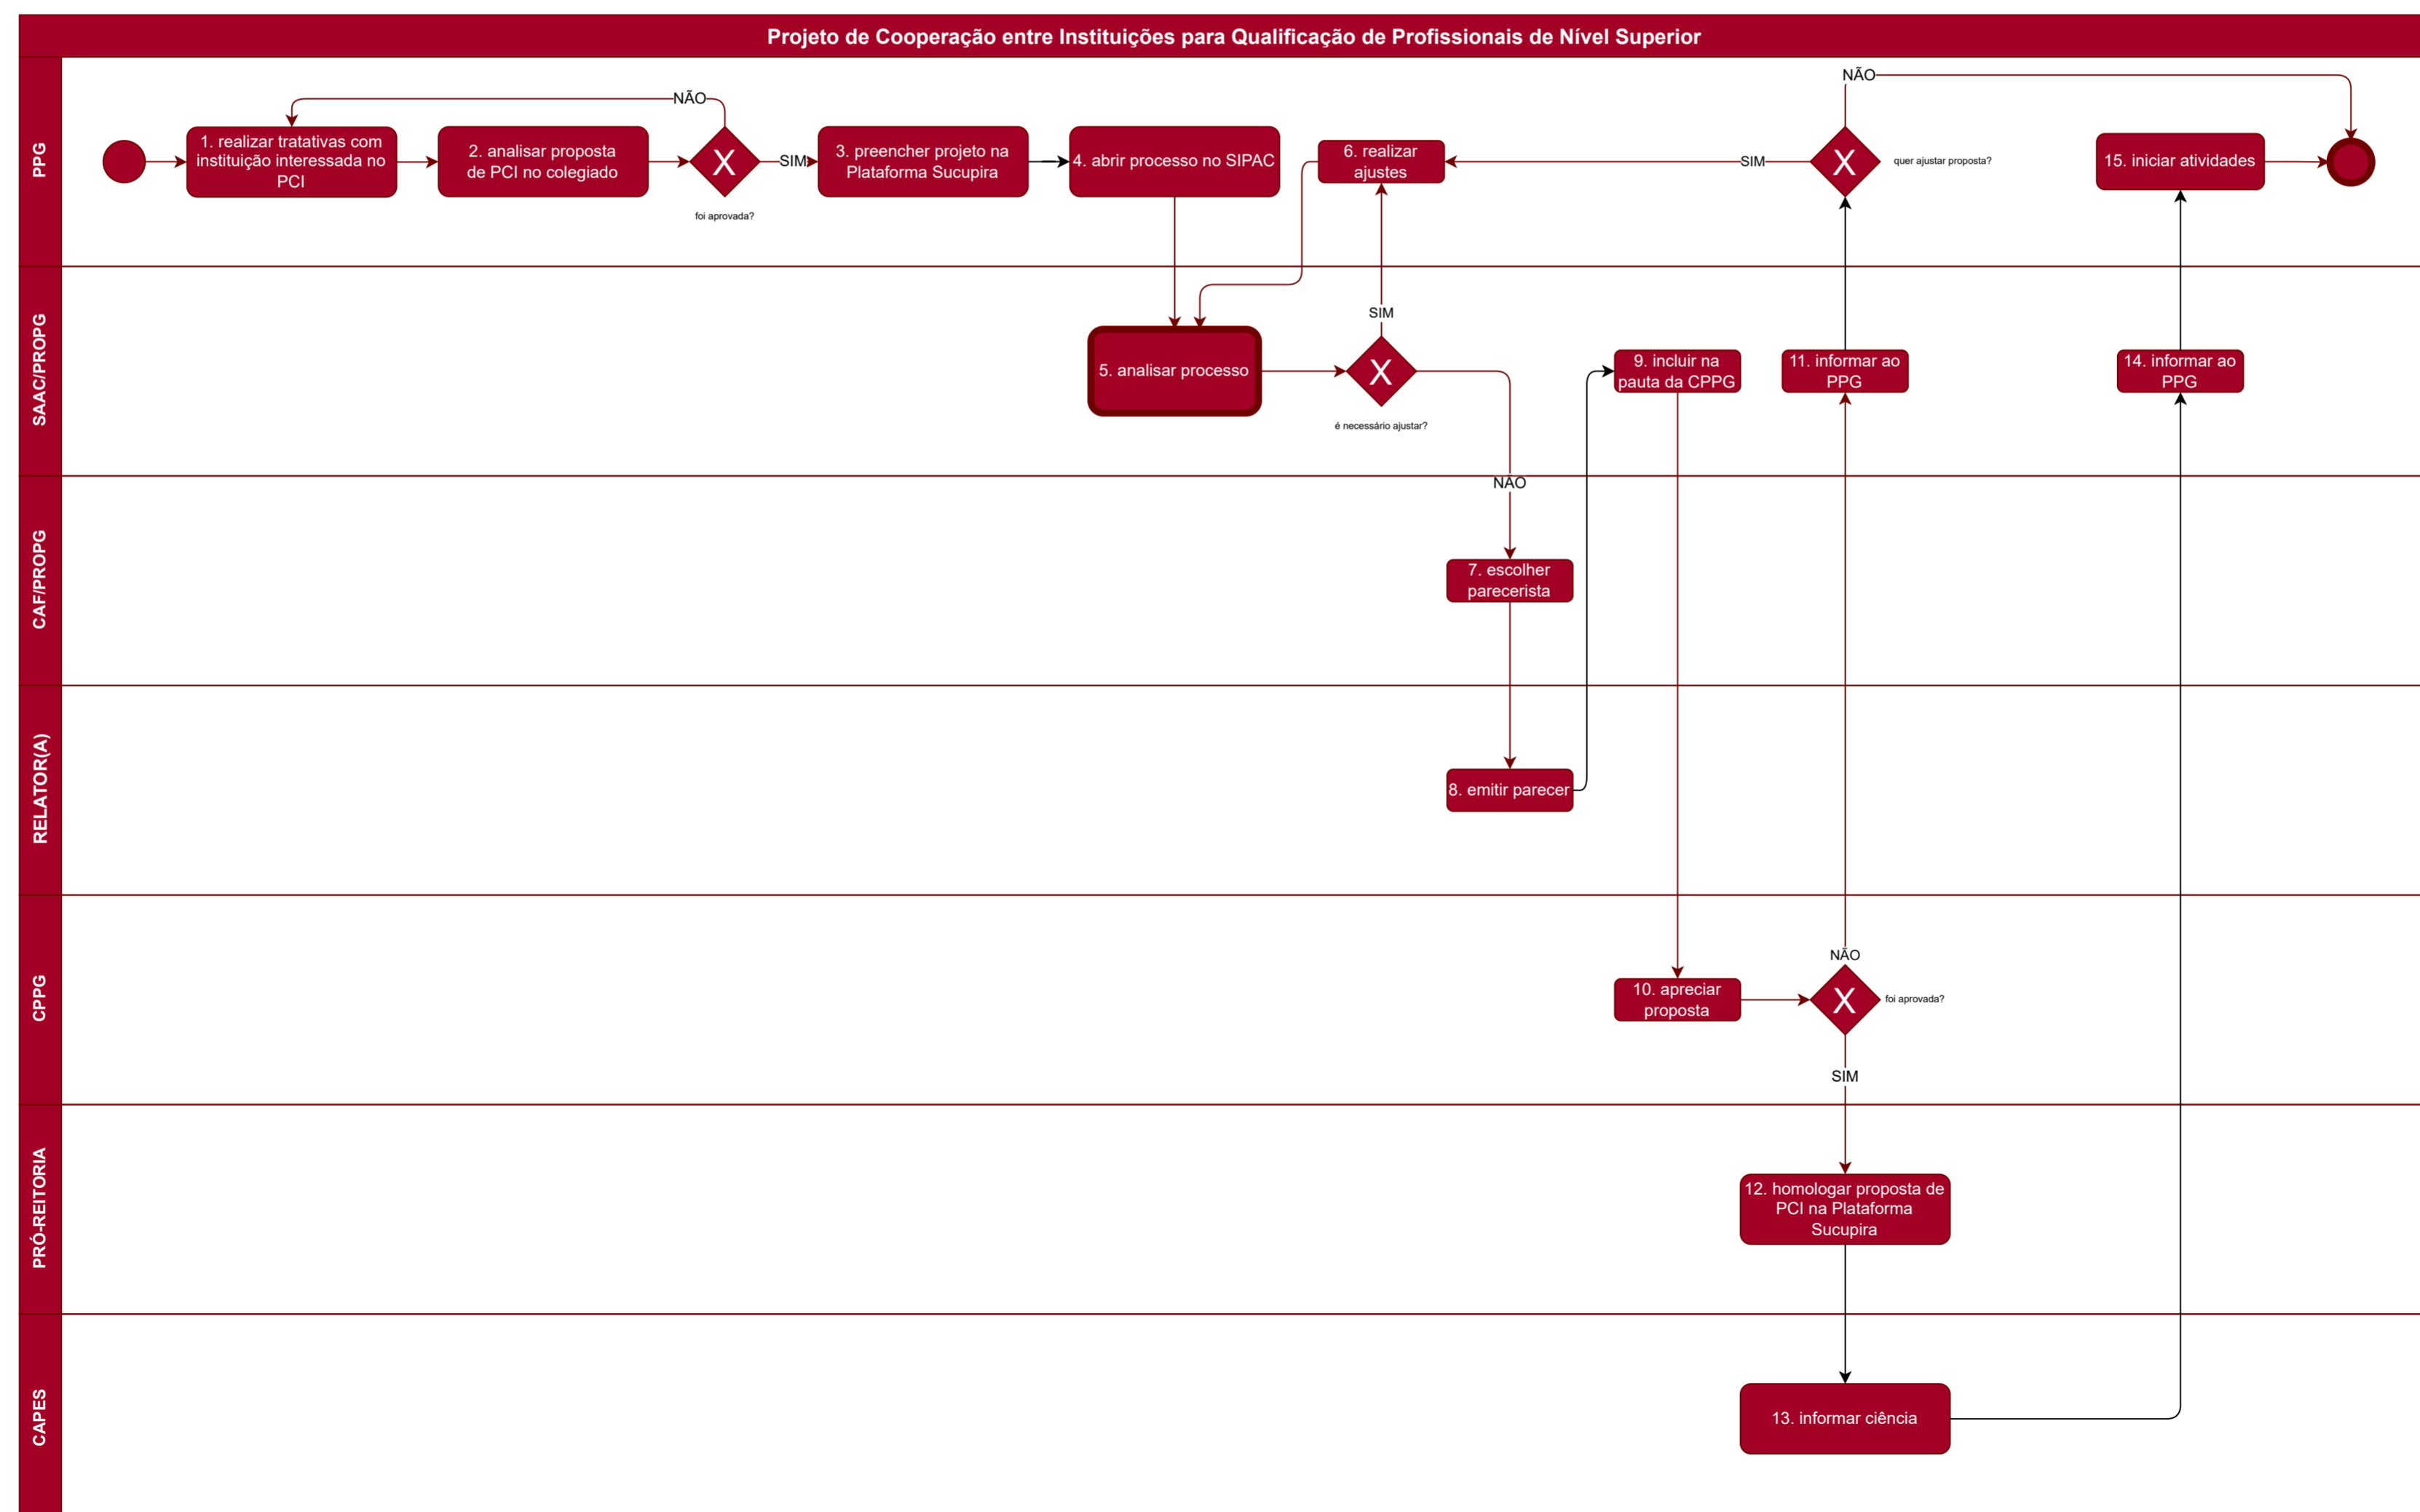 Projeto de Cooperação entre Instituições para Qualificação de Profissionais de Nível Superior
PPG
NÃO
1. realizar tratativas com
instituição interessada no
PCI
2. analisar proposta
de PCI no colegiado
X
foi aprovada?
SIM
3. preencher projeto na
Plataforma Sucupira
4. abrir processo no SIPAC
6. realizar
ajustes
SIM
NÃO
X
quer ajustar proposta?
15. iniciar atividades
SAAC/PROPG
5. analisar processo
SIM
X
é necessário ajustar?
NÃO
9. incluir na
pauta da CPPG
11. informar ao
PPG
14. informar ao
PPG
CAF/PROPG
7. escolher
parecerista
RELATOR(A)
8. emitir parecer
CPPG
10. apreciar
proposta
NÃO
X
foi aprovada?
SIM
PRÓ-REITORIA
12. homologar proposta de
PCI na Plataforma
Sucupira
CAPES
13. informar ciência